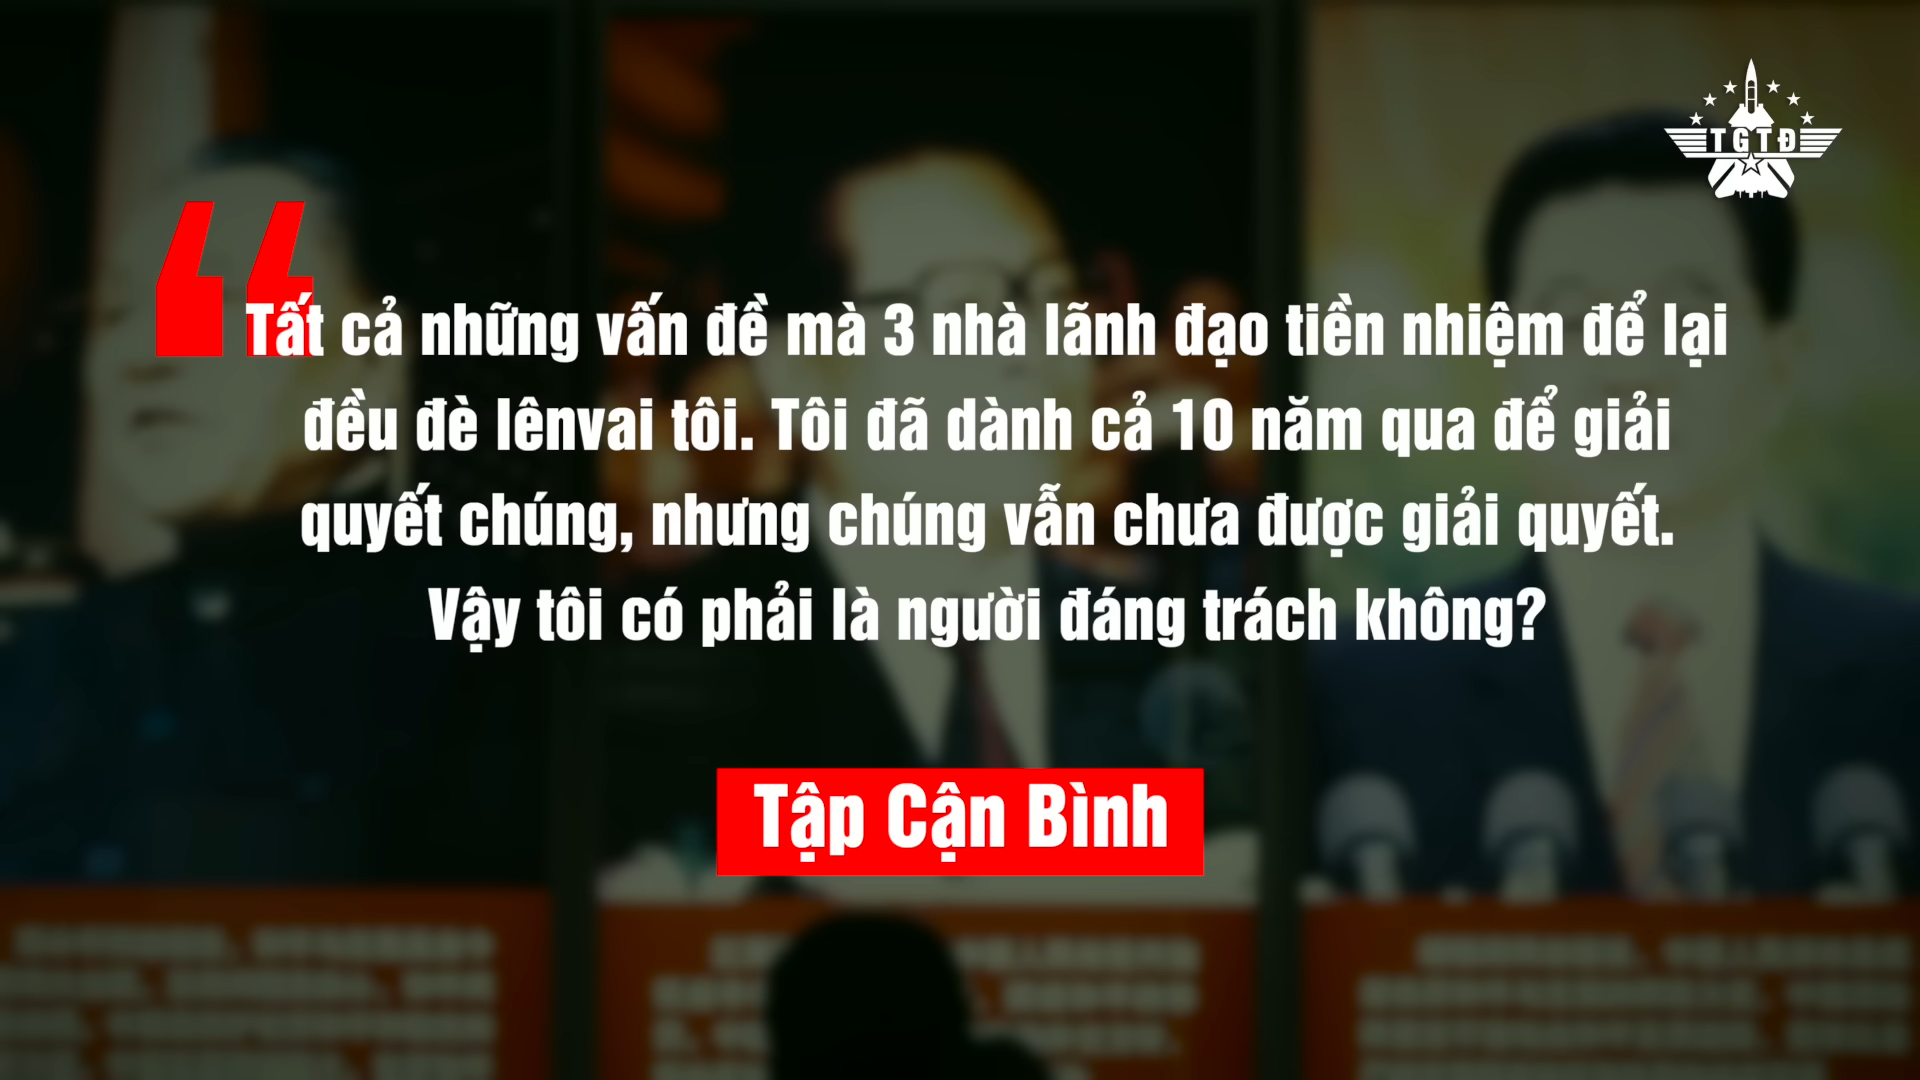 TGTĐ
“
Tất cả những vấn đề mà 3 nhà lãnh đạo tiền nhiệm để lại
đều đè lênvai tôi. Tôi đã dành cả 10 năm qua để giải
quyết chúng, nhưng chúng vẫn chưa được giải quyết.
Vậy tôi có phải là người đáng trách không?
Tập Cận Bình